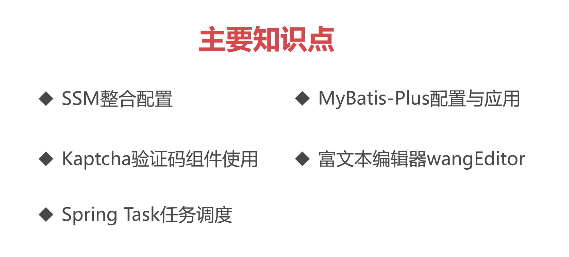 主要知识点
◆ SSM整合配置
◆ MyBatis-Plus配置与应用
◆ Kaptcha验证码组件使用
◆ 富文本编辑器wangEditor
◆ Spring Task任务调度